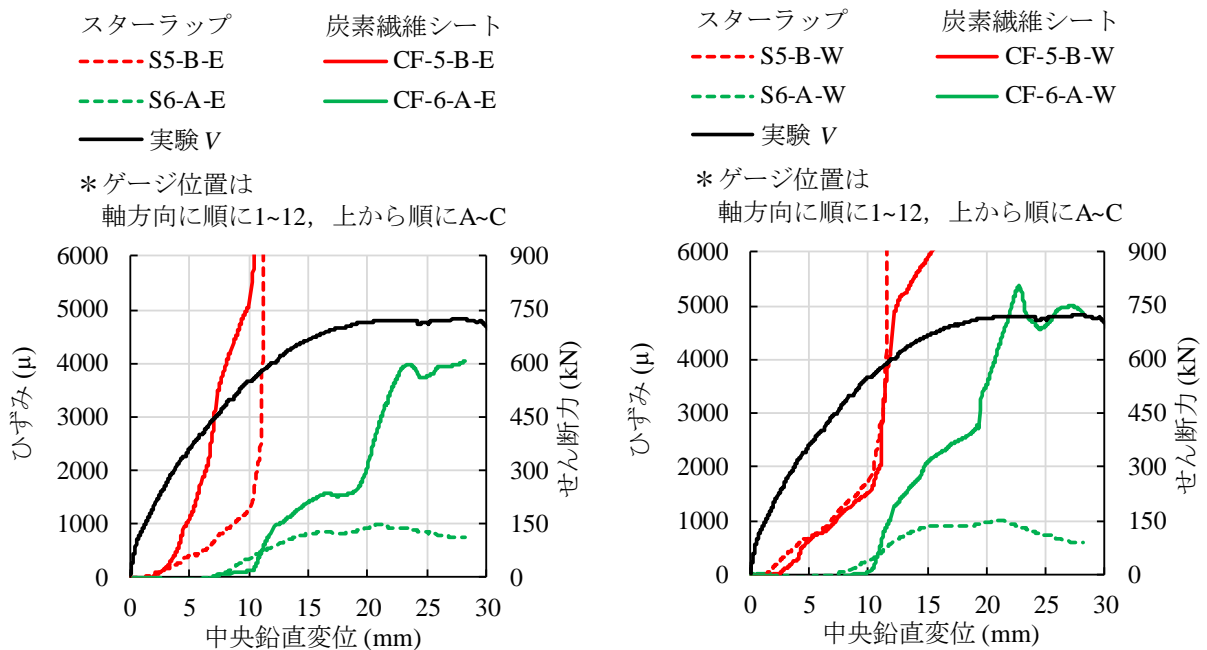 スターラップ 炭素繊維シート
S5-B-E CF-5-B-E
S6-A-E CF-6-A-E
実験 V
＊ゲージ位置は
軸方向に順に1~12, 上から順にA~C
6000 900
5000 750
4000 600
3000 450
2000 300
1000 150
0 0
0 5 10 15 20 25 30
ひずみ (μ)
せん断力 (kN)
中央鉛直変位 (mm)
スターラップ 炭素繊維シート
S5-B-W CF-5-B-W
S6-A-W CF-6-A-W
実験 V
＊ゲージ位置は
軸方向に順に1~12, 上から順にA~C
6000 900
5000 750
4000 600
3000 450
2000 300
1000 150
0 0
0 5 10 15 20 25 30
ひずみ (μ)
せん断力 (kN)
中央鉛直変位 (mm)